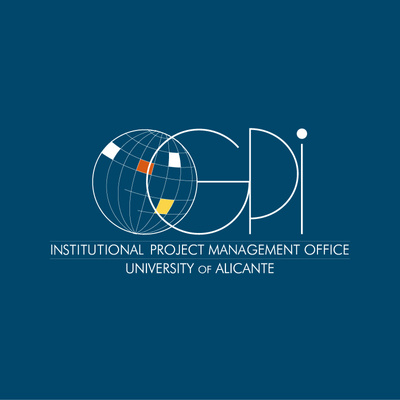 OGPi
INSTITUTIONAL PROJECT MANAGEMENT OFFICE
UNIVERSITY OF ALICANTE